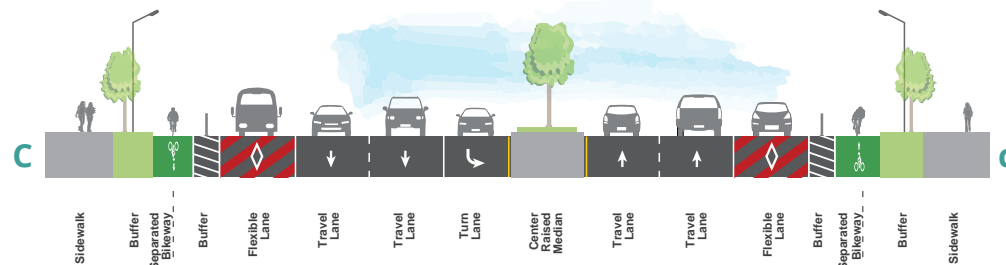 C
Sidewalk
Buffer
Separated
Bikeway
Buffer
Flexible
Lane
Travel
Lane
Travel
Lane
Turn
Lane
Center
Raised
Median
Travel
Lane
Travel
Lane
Flexible
Lane
Buffer
Separated
Bikeway
Buffer
Sidewalk